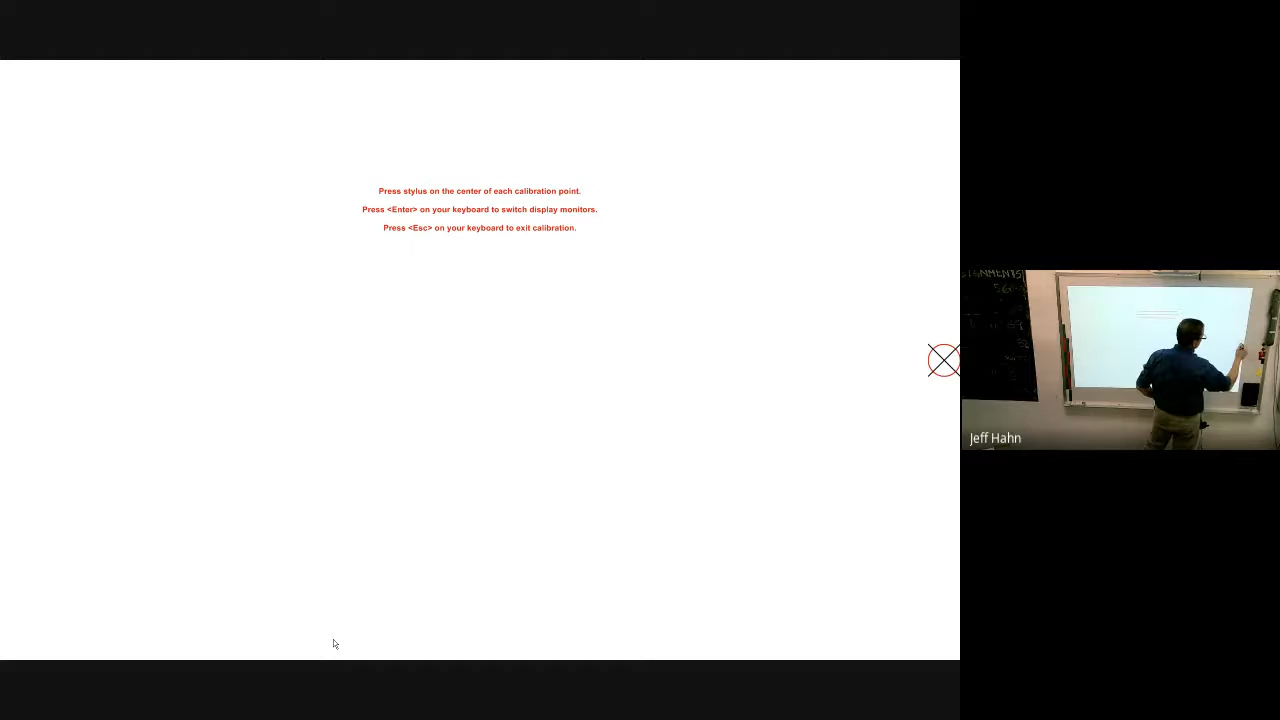 Press stylus on the center of each calibration point.
Press <Enter> on your keyboard to switch display monitors.
Press <Esc> on your keyboard to exit calibration.
Jeff Hahn